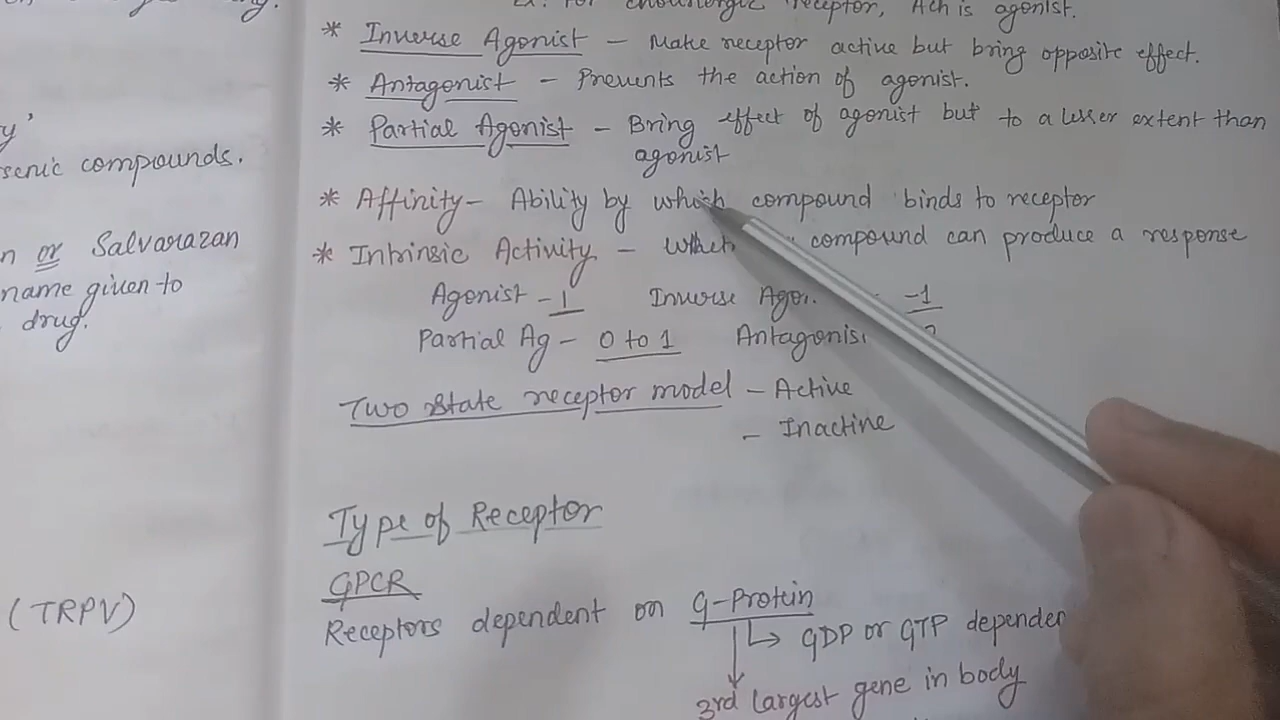 Ex. For cholinergic receptor, Ach is agonist.
* Inverse Agonist – Make receptor active but bring opposite effect.
* Antagonist – Prevents the action of agonist.
* Partial Agonist – Bring effect of agonist but to a lesser extent than
agonist
* Affinity – Ability by which compound binds to receptor
* Intrinsic Activity – compound can produce a response
Agonist – 1 Inverse – -1
Partial Ag – 0 to 1
Two state receptor model – Active
– Inactive
Type of Receptor
GPCR
Receptors dependent on G-Protein
↳ GDP or GTP
3rd largest gene in body
compounds.
or Salvarazan
name given to
drug.
(TRPV)